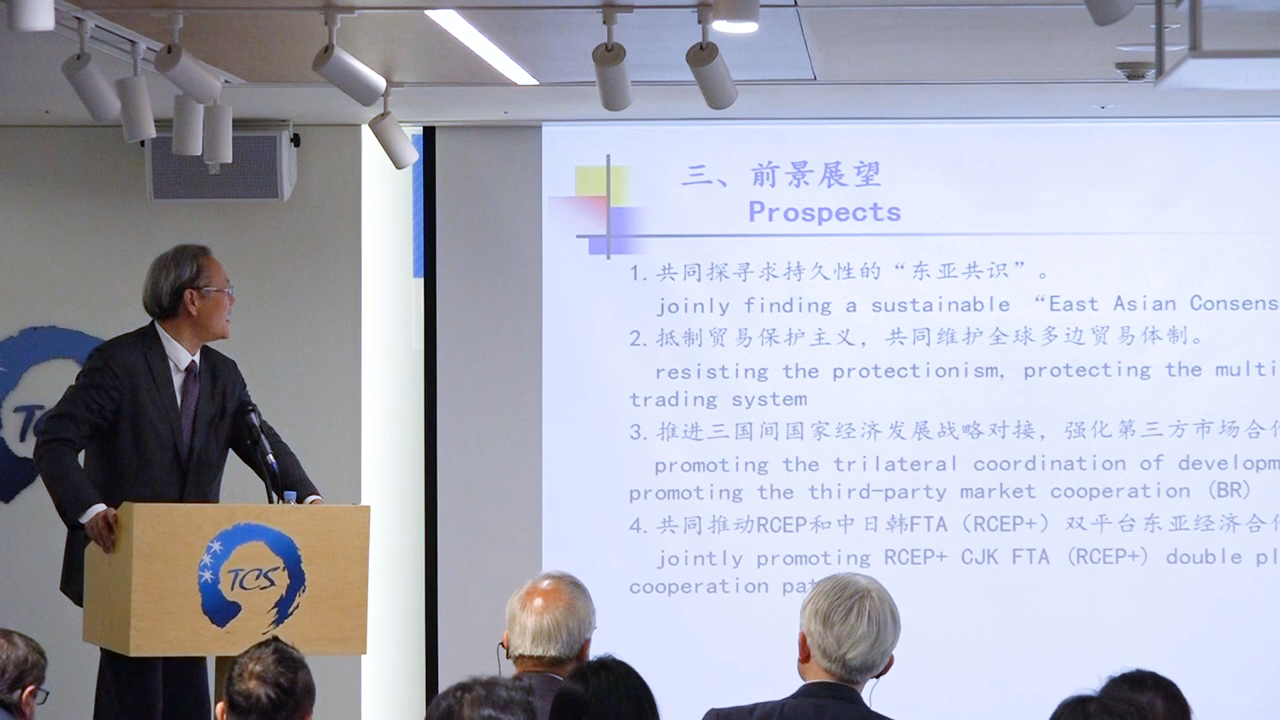 三、前景展望
Prospects
1. 共同探寻求持久性的“东亚共识”。
joinly finding a sustainable “East Asian Consens
2. 抵制贸易保护主义，共同维护全球多边贸易体制。
resisting the protectionism, protecting the multi
trading system
3. 推进三国间国家经济发展战略对接，强化第三方市场合作
promoting the trilateral coordination of developm
promoting the third-party market cooperation (BR)
4. 共同推动RCEP和中日韩FTA（RCEP+）双平台东亚经济合作
jointly promoting RCEP+ CJK FTA (RCEP+) double pl
cooperation pat
TCS